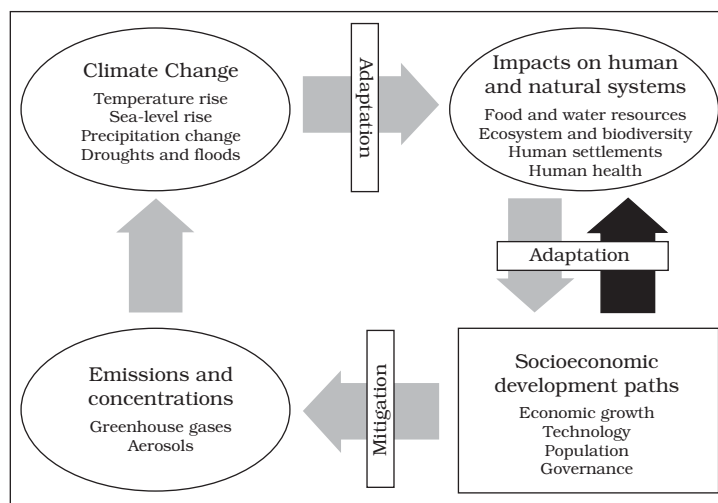 Climate Change
Temperature rise
Sea-level rise
Precipitation change
Droughts and floods
Adaptation
Impacts on human
and natural systems
Food and water resources
Ecosystem and biodiversity
Human settlements
Human health
Adaptation
Emissions and
concentrations
Greenhouse gases
Aerosols
Mitigation
Socioeconomic
development paths
Economic growth
Technology
Population
Governance